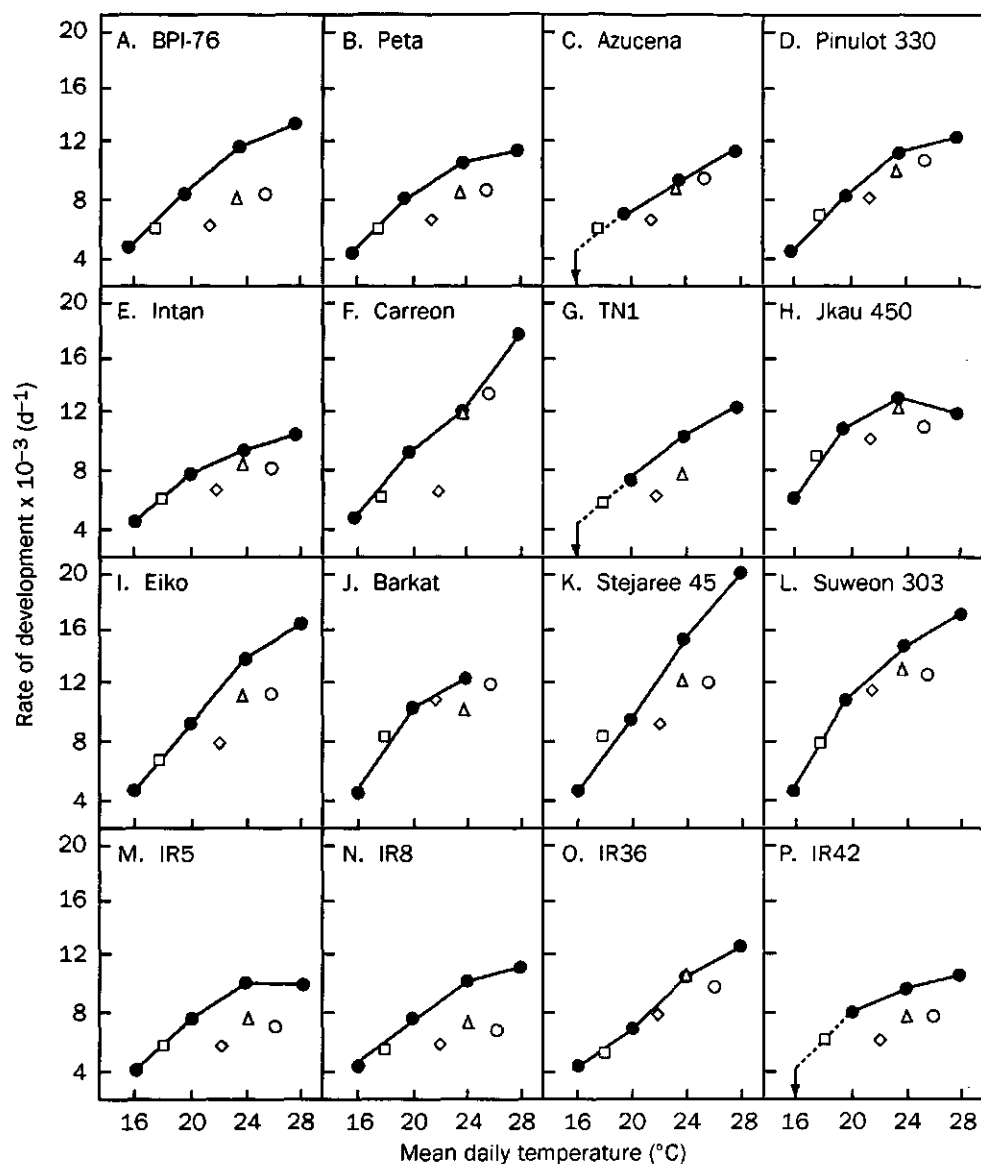 20
16
12
8
4
A. BPI-76
B. Peta
C. Azucena
D. Pinulot 330
20
16
12
8
4
E. Intan
F. Carreon
G. TN1
H. Jkau 450
20
16
12
8
4
I. Eiko
J. Barkat
K. Stejaree 45
L. Suweon 303
20
16
12
8
4
M. IR5
N. IR8
O. IR36
P. IR42
16 20 24 28 16 20 24 28 16 20 24 28 16 20 24 28
Rate of development x 10⁻³ (d⁻¹)
Mean daily temperature (°C)